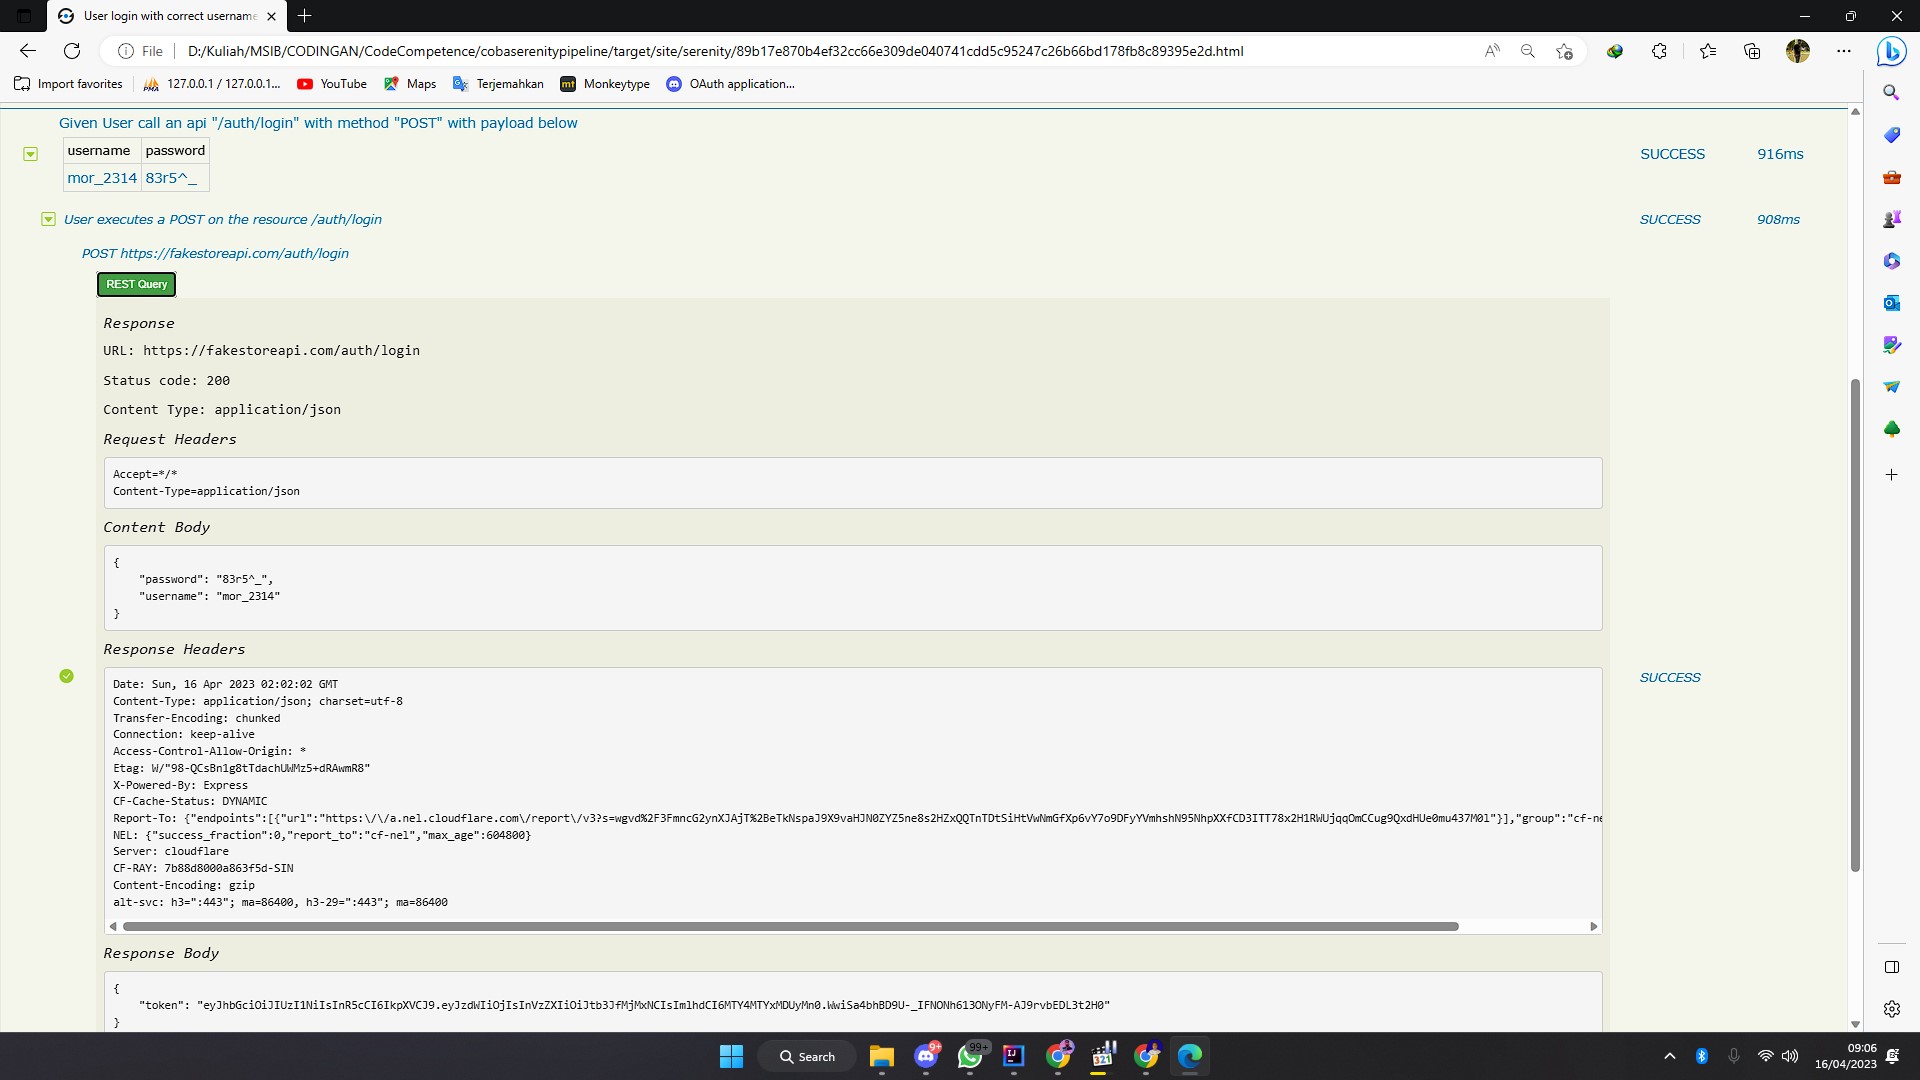 User login with correct username
File
D:/Kuliah/MSIB/CODINGAN/CodeCompetence/cobaserenitypipeline/target/site/serenity/89b17e870b4ef32cc66e309de040741cdd5c95247c26b66bd178fb8c89395e2d.html
Import favorites
127.0.0.1 / 127.0.0.1...
YouTube
Maps
Terjemahkan
Monkeytype
OAuth application...
Given User call an api "/auth/login" with method "POST" with payload below
username password
mor_2314 83r5^_
SUCCESS 916ms
User executes a POST on the resource /auth/login SUCCESS 908ms
POST https://fakestoreapi.com/auth/login
REST Query
Response
URL: https://fakestoreapi.com/auth/login
Status code: 200
Content Type: application/json
Request Headers
Accept=*/*
Content-Type=application/json
Content Body
{
"password": "83r5^_",
"username": "mor_2314"
}
Response Headers
SUCCESS
Date: Sun, 16 Apr 2023 02:02:02 GMT
Content-Type: application/json; charset=utf-8
Transfer-Encoding: chunked
Connection: keep-alive
Access-Control-Allow-Origin: *
Etag: W/"98-QCsBn1g8tTdachUWMz5+dRAwmR8"
X-Powered-By: Express
CF-Cache-Status: DYNAMIC
Report-To: {"endpoints":[{"url":"https:\/\/a.nel.cloudflare.com\/report\/v3?s=wgvd%2F3FmncG2ynXJAjT%2BeTkNspaJ9X9vaHJN0ZYZ5ne8s2HZxQQTnTDtSiHtVwNmGfXp6vY7o9DFyYVmhshN95NhpXXfCD3ITT78x2H1RWUjqqOmCCug9QxdHUe0mu437M0l"}],"group":"cf-ne
NEL: {"success_fraction":0,"report_to":"cf-nel","max_age":604800}
Server: cloudflare
CF-RAY: 7b88d8000a863f5d-SIN
Content-Encoding: gzip
alt-svc: h3=":443"; ma=86400, h3-29=":443"; ma=86400
Response Body
{
"token": "eyJhbGciOiJIUzI1NiIsInR5cCI6IkpXVCJ9.eyJzdWIiOjIsInVzZXIiOiJtb3JfMjMxNCIsImlhdCI6MTY4MTYxMDUyMn0.WwiSa4bhBD9U-_IFNONh613ONyFM-AJ9rvbEDL3t2H0"
}
Search
9+
99+
321
09:06
16/04/2023